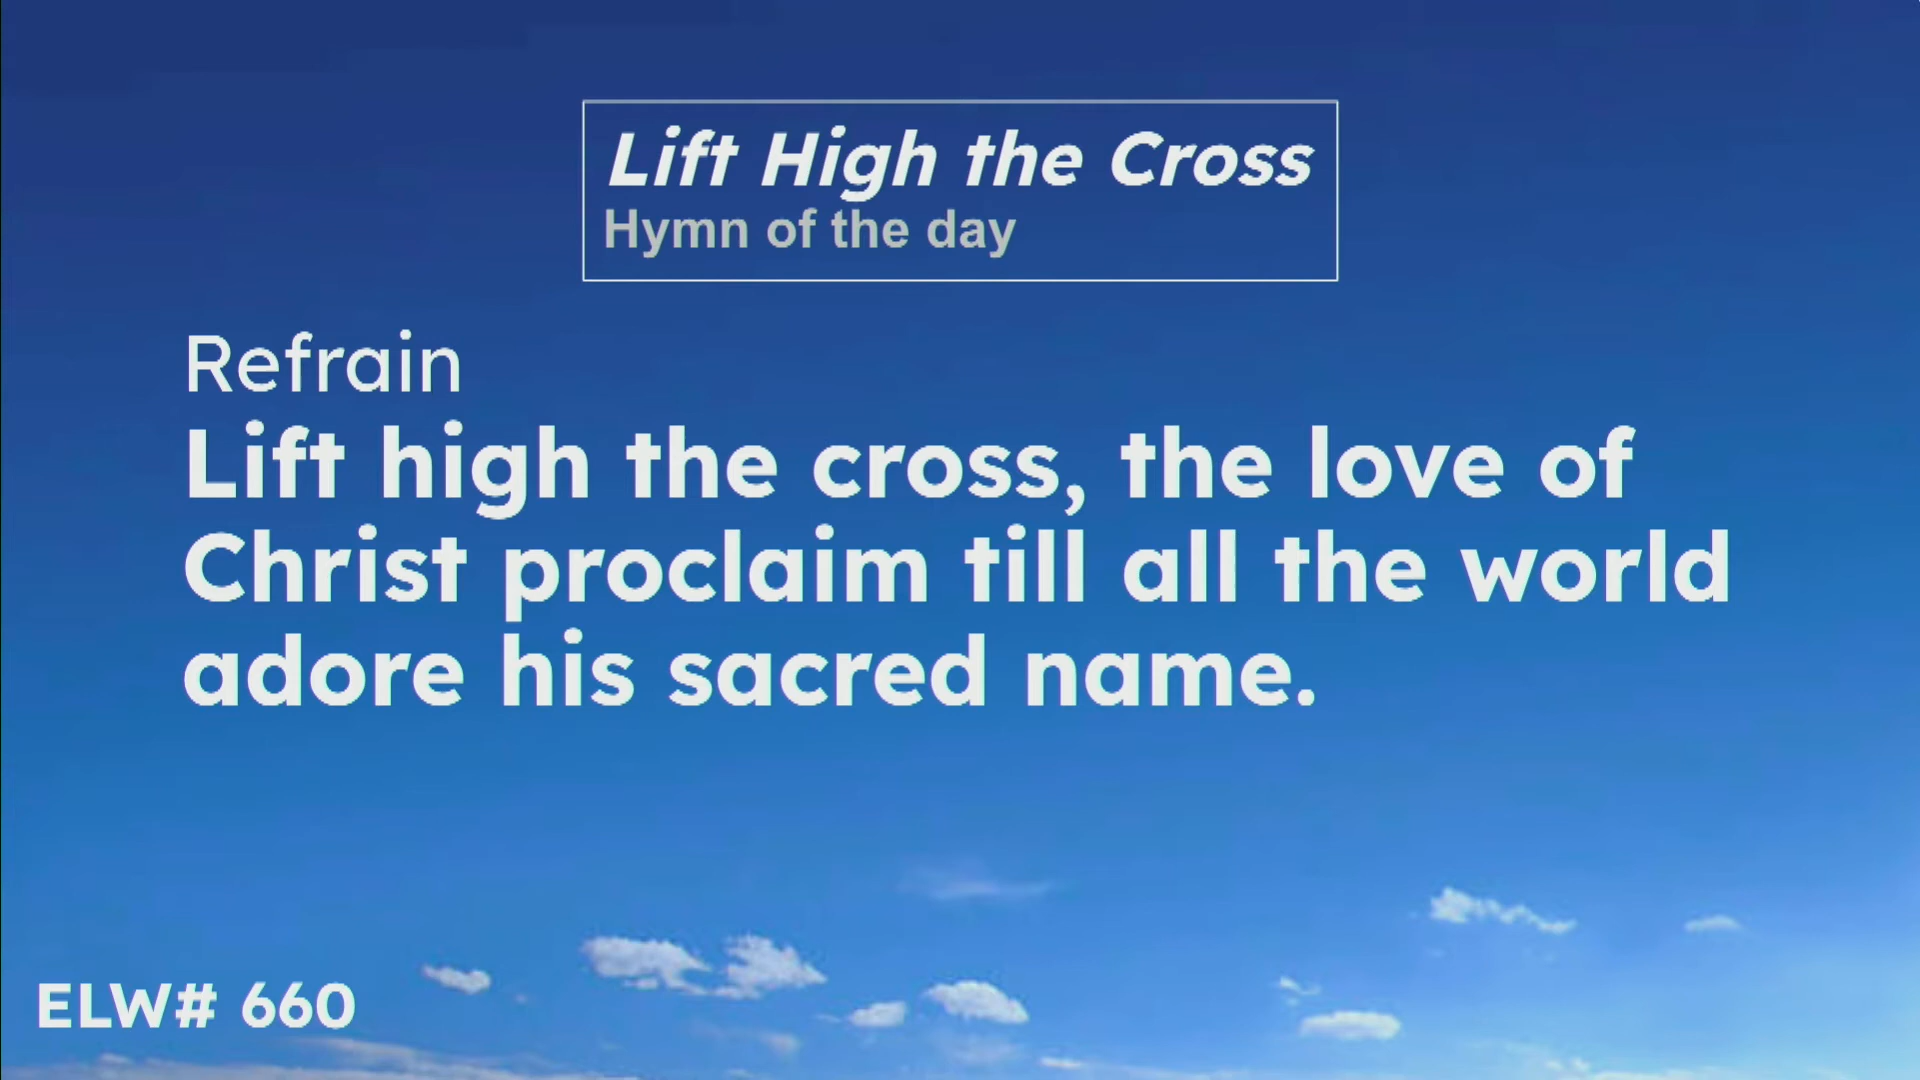 Lift High the Cross
Hymn of the day
Refrain
Lift high the cross, the love of
Christ proclaim till all the world
adore his sacred name.
ELW# 660